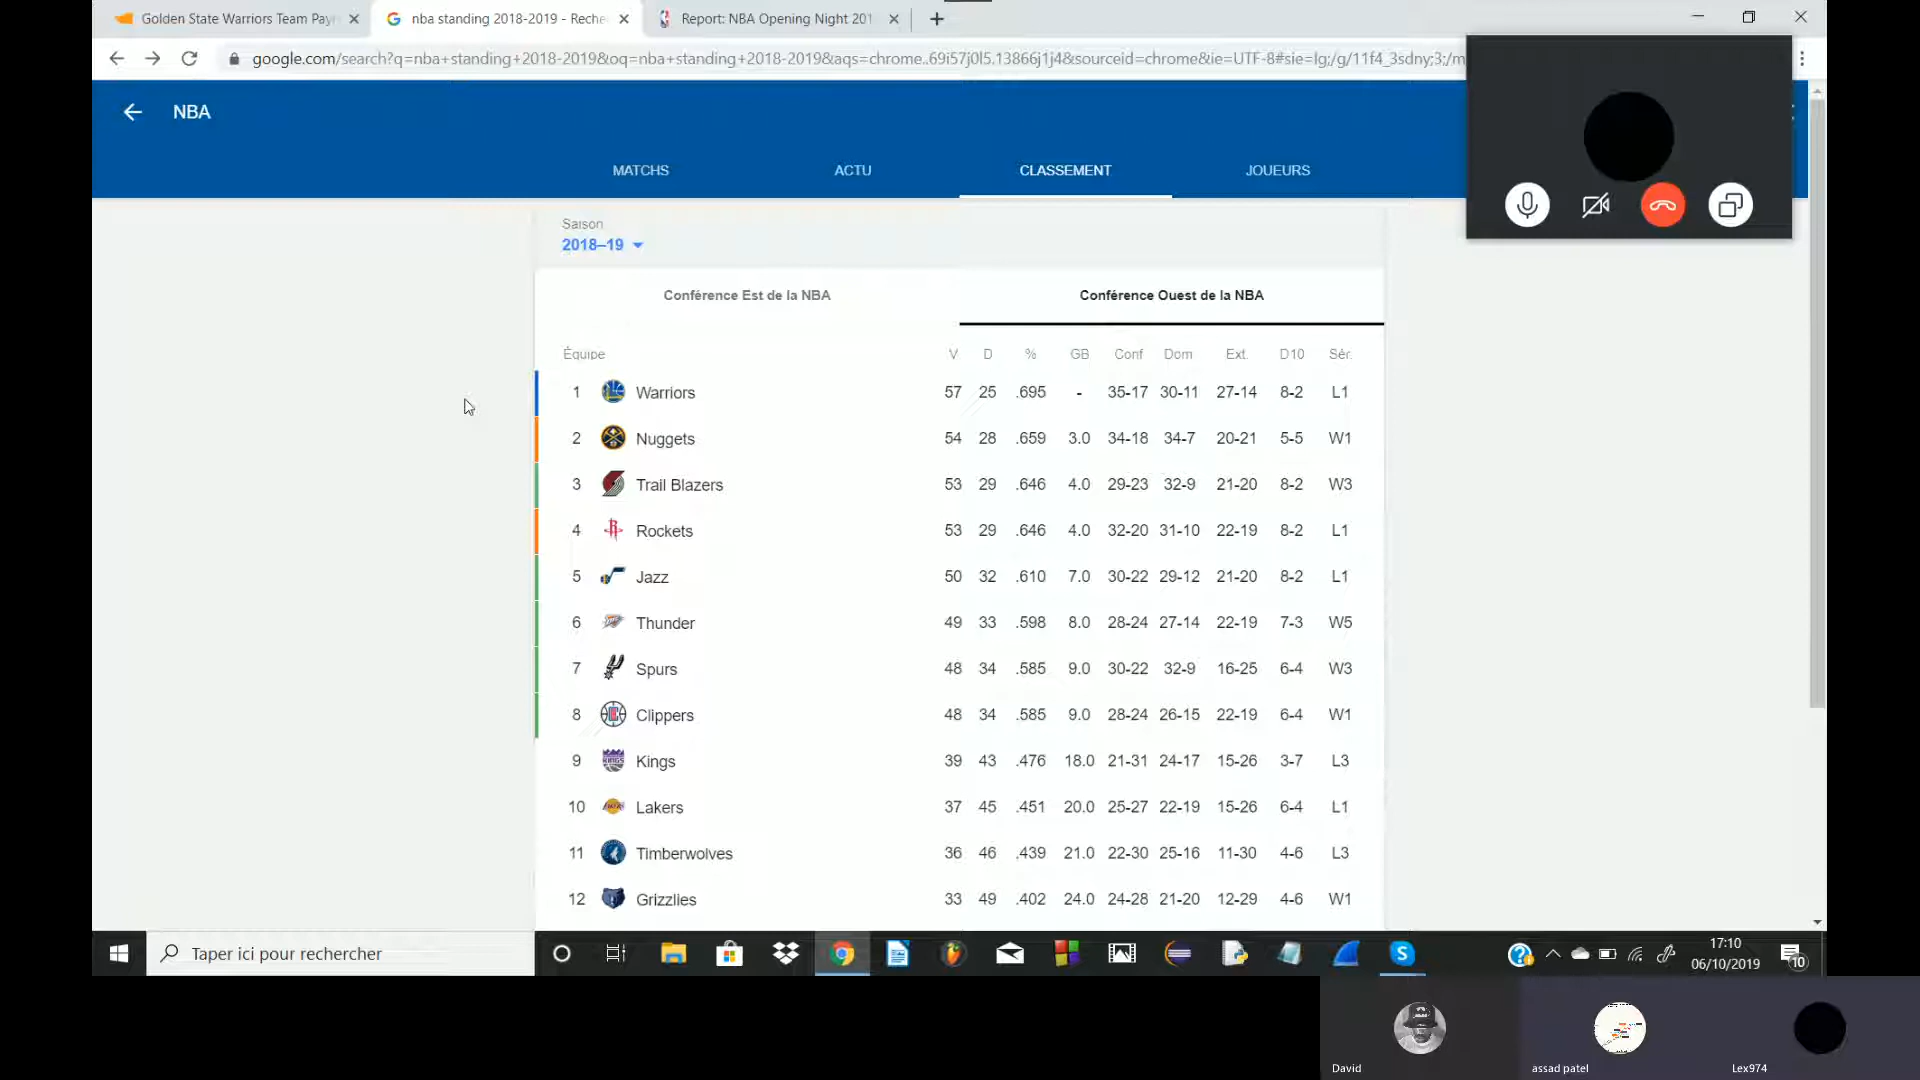 Golden State Warriors Team Payr
nba standing 2018-2019 - Reche
Report: NBA Opening Night 201
google.com/search?q=nba+standing+2018-2019&oq=nba+standing+2018-2019&aqs=chrome..69i57j0l5.13866j1j4&sourceid=chrome&ie=UTF-8#sie=lg;/g/11f4_3sdny;3;/m
NBA
MATCHS ACTU CLASSEMENT JOUEURS
Saison
2018–19
Conférence Est de la NBA Conférence Ouest de la NBA
Équipe V D % GB Conf Dom Ext. D10 Sér.
1 Warriors 57 25 .695 - 35-17 30-11 27-14 8-2 L1
2 Nuggets 54 28 .659 3.0 34-18 34-7 20-21 5-5 W1
3 Trail Blazers 53 29 .646 4.0 29-23 32-9 21-20 8-2 W3
4 Rockets 53 29 .646 4.0 32-20 31-10 22-19 8-2 L1
5 Jazz 50 32 .610 7.0 30-22 29-12 21-20 8-2 L1
6 Thunder 49 33 .598 8.0 28-24 27-14 22-19 7-3 W5
7 Spurs 48 34 .585 9.0 30-22 32-9 16-25 6-4 W3
8 Clippers 48 34 .585 9.0 28-24 26-15 22-19 6-4 W1
9 Kings 39 43 .476 18.0 21-31 24-17 15-26 3-7 L3
10 Lakers 37 45 .451 20.0 25-27 22-19 15-26 6-4 L1
11 Timberwolves 36 46 .439 21.0 22-30 25-16 11-30 4-6 L3
12 Grizzlies 33 49 .402 24.0 24-28 21-20 12-29 4-6 W1
Taper ici pour rechercher
17:10
06/10/2019
10
David assad patel Lex974